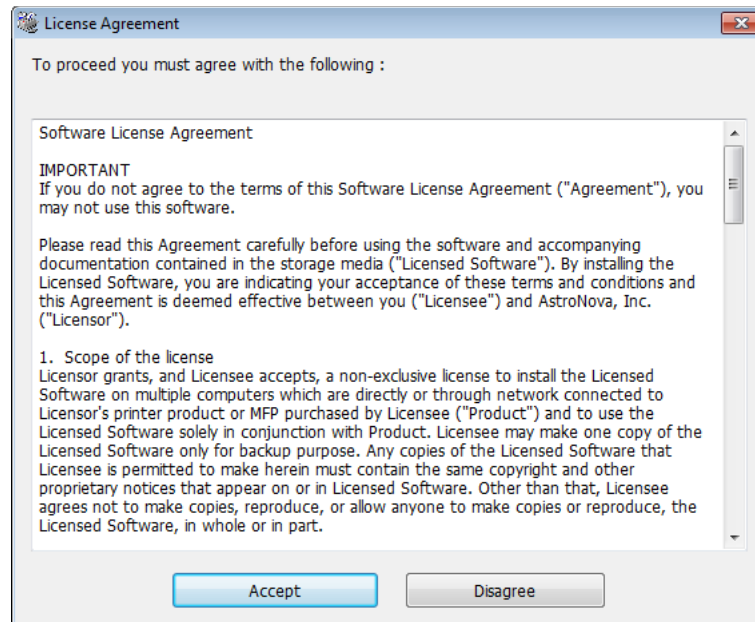 License Agreement
To proceed you must agree with the following :
Software License Agreement
IMPORTANT
If you do not agree to the terms of this Software License Agreement ("Agreement"), you
may not use this software.
Please read this Agreement carefully before using the software and accompanying
documentation contained in the storage media ("Licensed Software"). By installing the
Licensed Software, you are indicating your acceptance of these terms and conditions and
this Agreement is deemed effective between you ("Licensee") and AstroNova, Inc.
("Licensor").
1. Scope of the license
Licensor grants, and Licensee accepts, a non-exclusive license to install the Licensed
Software on multiple computers which are directly or through network connected to
Licensor's printer product or MFP purchased by Licensee ("Product") and to use the
Licensed Software solely in conjunction with Product. Licensee may make one copy of the
Licensed Software only for backup purpose. Any copies of the Licensed Software that
Licensee is permitted to make herein must contain the same copyright and other
proprietary notices that appear on or in Licensed Software. Other than that, Licensee
agrees not to make copies, reproduce, or allow anyone to make copies or reproduce, the
Licensed Software, in whole or in part.
Accept
Disagree